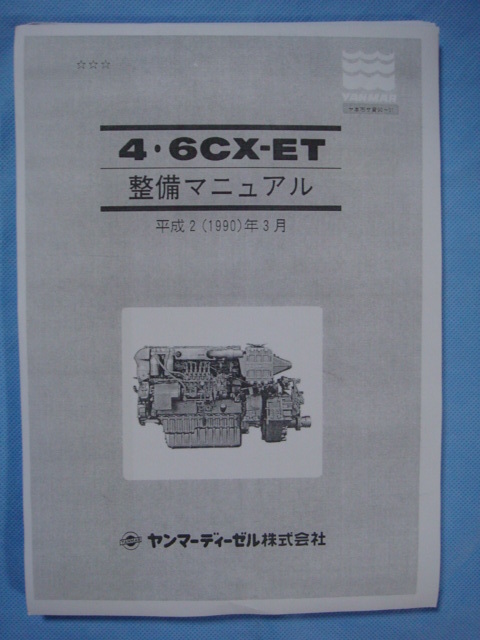 ☆☆☆
YANMAR
4・6CX-ET
整備マニュアル
平成2(1990)年3月
ヤンマーディーゼル株式会社